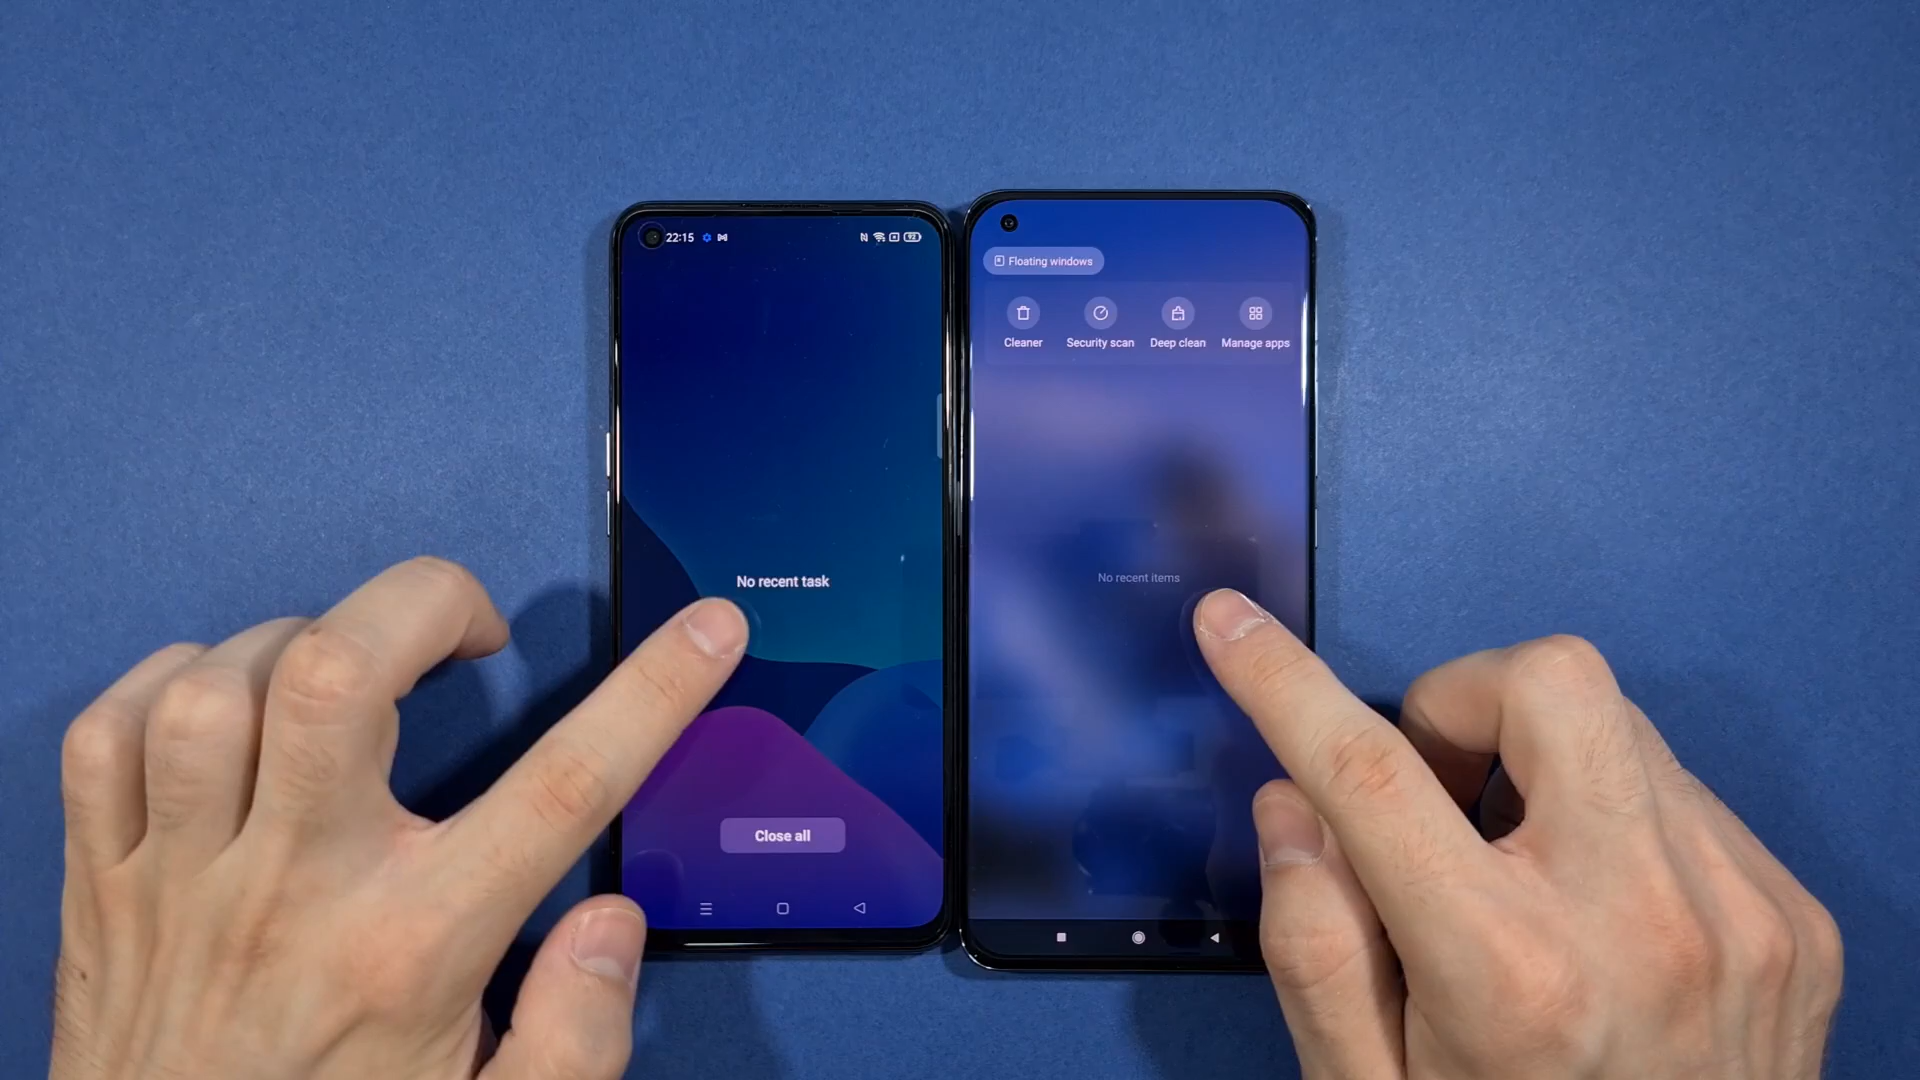 22:15
92
No recent task
Close all
Floating windows
Cleaner
Security scan
Deep clean
Manage apps
No recent items